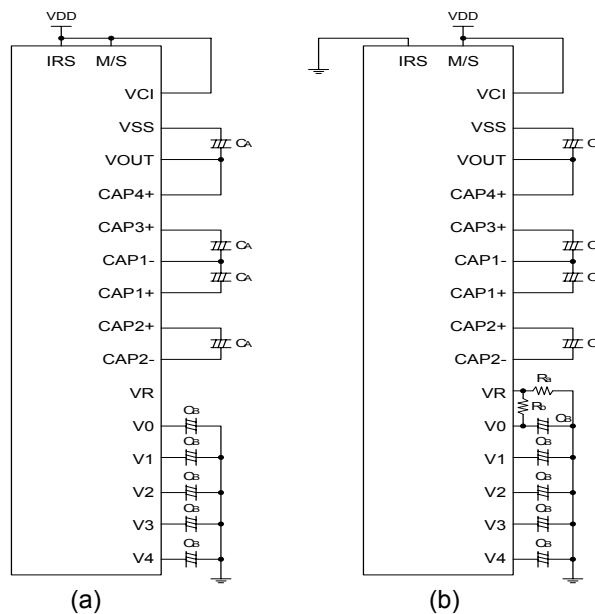 VDD
IRS M/S
VCI
VSS
CA
VOUT
CAP4+
CAP3+
CA
CAP1-
CA
CAP1+
CAP2+
CA
CAP2-
VR
CB
V0
CB
V1
CB
V2
CB
V3
CB
V4
(a)
VDD
IRS M/S
VCI
VSS
C
VOUT
CAP4+
CAP3+
C
CAP1-
C
CAP1+
CAP2+
C
CAP2-
Ra
VR
Rb
CB
V0
CB
V1
CB
V2
CB
V3
CB
V4
(b)